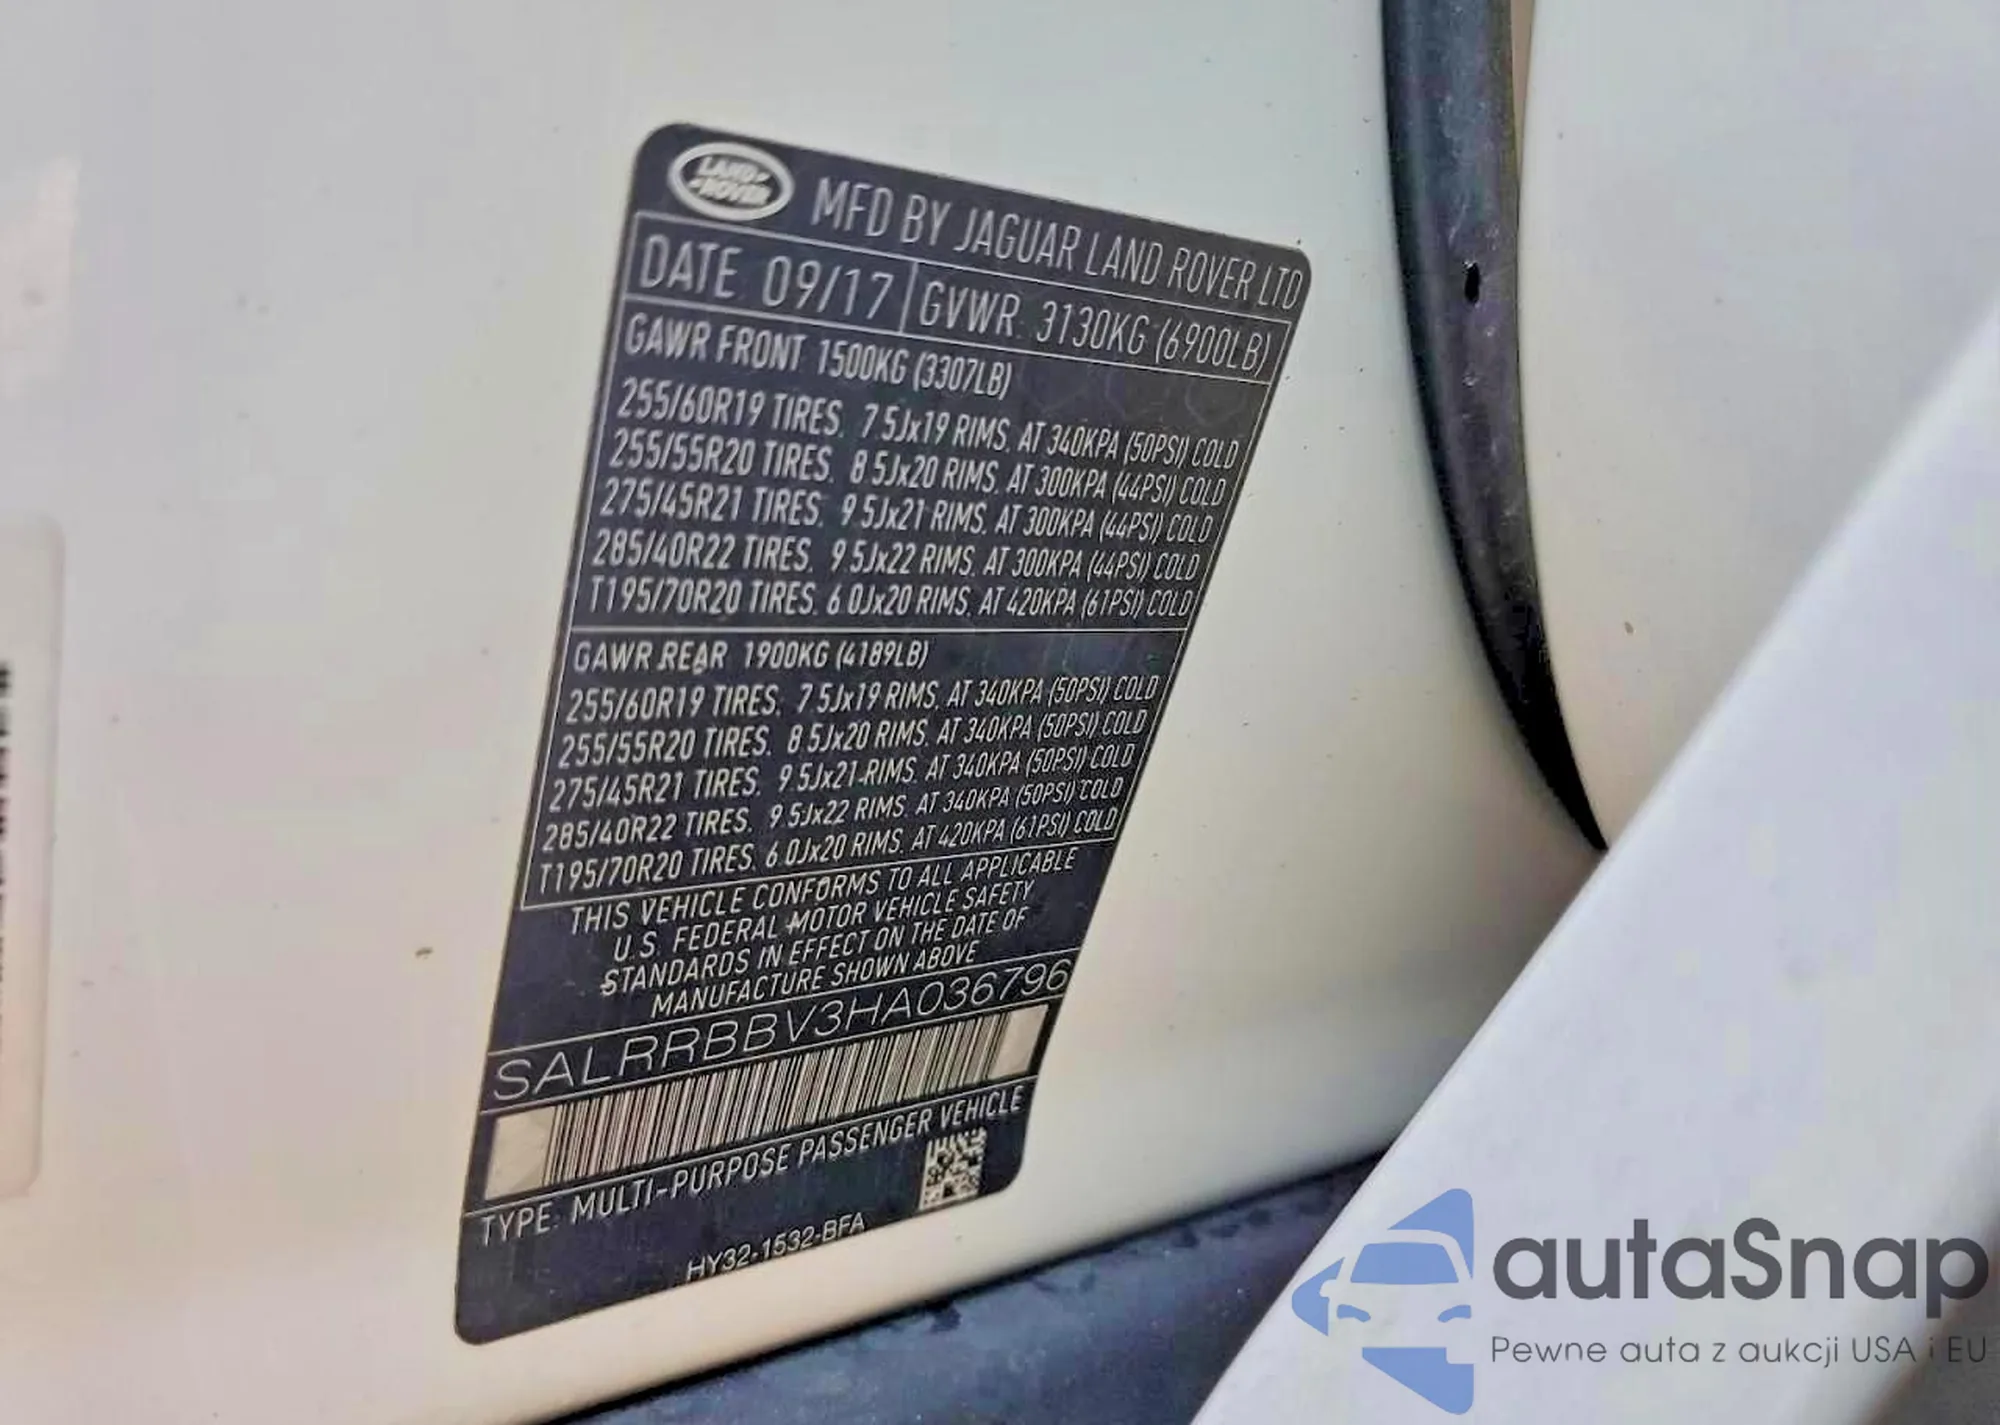 LAND
ROVER
MFD BY JAGUAR LAND ROVER LTD
DATE 09/17 GVWR: 3130KG (6900LB)
GAWR FRONT 1500KG (3307LB)
255/60R19 TIRES. 7.5Jx19 RIMS. AT 340KPA (50PSI) COLD
255/55R20 TIRES. 8.5Jx20 RIMS. AT 300KPA (44PSI) COLD
275/45R21 TIRES. 9.5Jx21 RIMS. AT 300KPA (44PSI) COLD
285/40R22 TIRES. 9.5Jx22 RIMS. AT 300KPA (44PSI) COLD
T195/70R20 TIRES. 6.0Jx20 RIMS. AT 420KPA (61PSI) COLD
GAWR REAR 1900KG (4189LB)
255/60R19 TIRES. 7.5Jx19 RIMS. AT 340KPA (50PSI) COLD
255/55R20 TIRES. 8.5Jx20 RIMS. AT 340KPA (50PSI) COLD
275/45R21 TIRES. 9.5Jx21 RIMS. AT 340KPA (50PSI) COLD
285/40R22 TIRES. 9.5Jx22 RIMS. AT 340KPA (50PSI) COLD
T195/70R20 TIRES. 6.0Jx20 RIMS. AT 420KPA (61PSI) COLD
THIS VEHICLE CONFORMS TO ALL APPLICABLE
U.S. FEDERAL MOTOR VEHICLE SAFETY
STANDARDS IN EFFECT ON THE DATE OF
MANUFACTURE SHOWN ABOVE
SALRRBBV3HA036796
TYPE: MULTI-PURPOSE PASSENGER VEHICLE
HY32-1532-BFA
autaSnap
Pewne auta z aukcji USA i EU